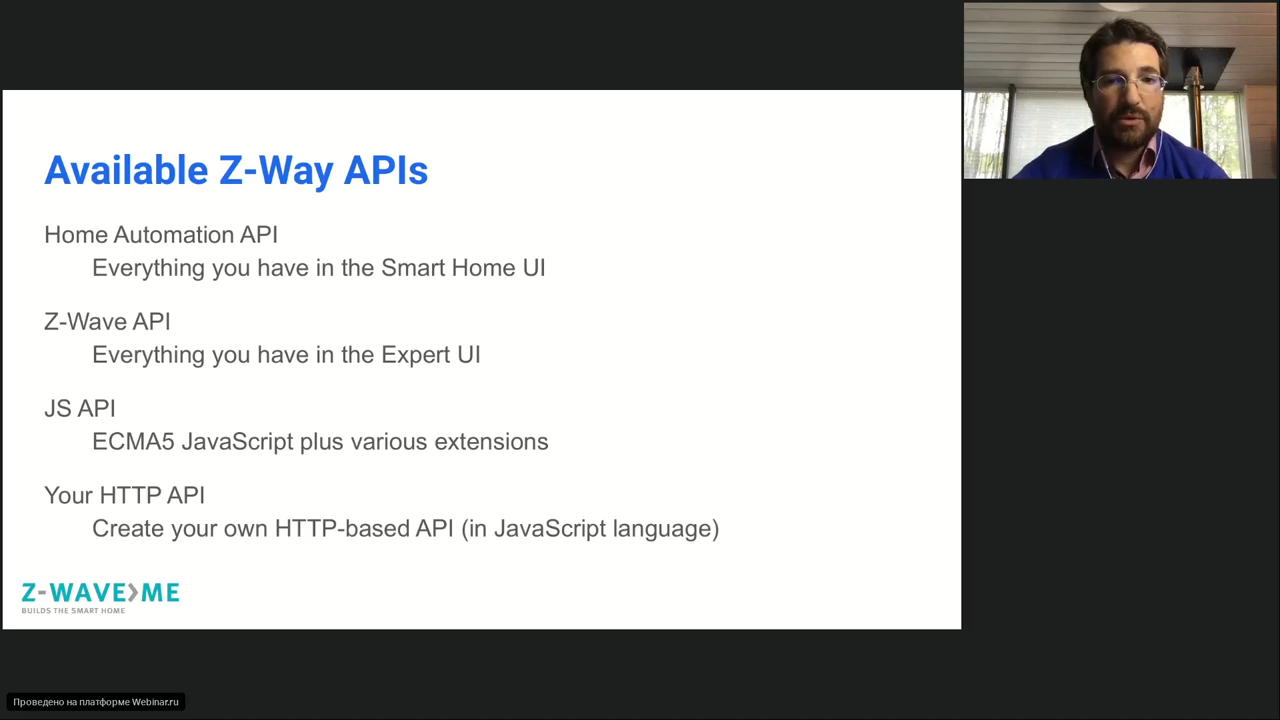 Available Z-Way APIs
Home Automation API
Everything you have in the Smart Home UI
Z-Wave API
Everything you have in the Expert UI
JS API
ECMA5 JavaScript plus various extensions
Your HTTP API
Create your own HTTP-based API (in JavaScript language)
Z-WAVE>ME
BUILDS THE SMART HOME
Проведено на платформе Webinar.ru